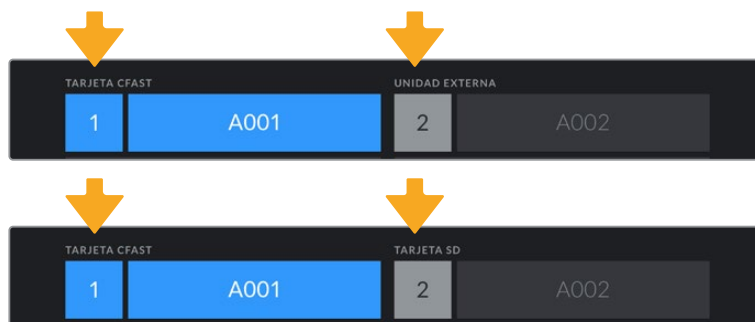 TARJETA CFAST UNIDAD EXTERNA
1 A001 2 A002
TARJETA CFAST TARJETA SD
1 A001 2 A002